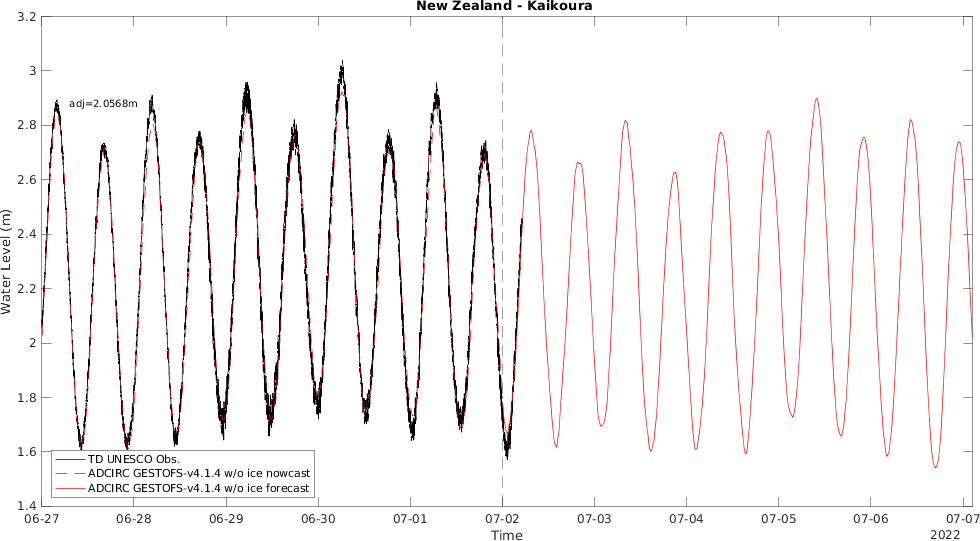 New Zealand - Kaikoura
3.2
3
2.8
2.6
2.4
2.2
2
1.8
1.6
1.4
Water Level (m)
adj=2.0568m
TD UNESCO Obs.
ADCIRC GESTOFS-v4.1.4 w/o ice nowcast
ADCIRC GESTOFS-v4.1.4 w/o ice forecast
06-27 06-28 06-29 06-30 07-01 07-02 07-03 07-04 07-05 07-06 07-07
Time
2022